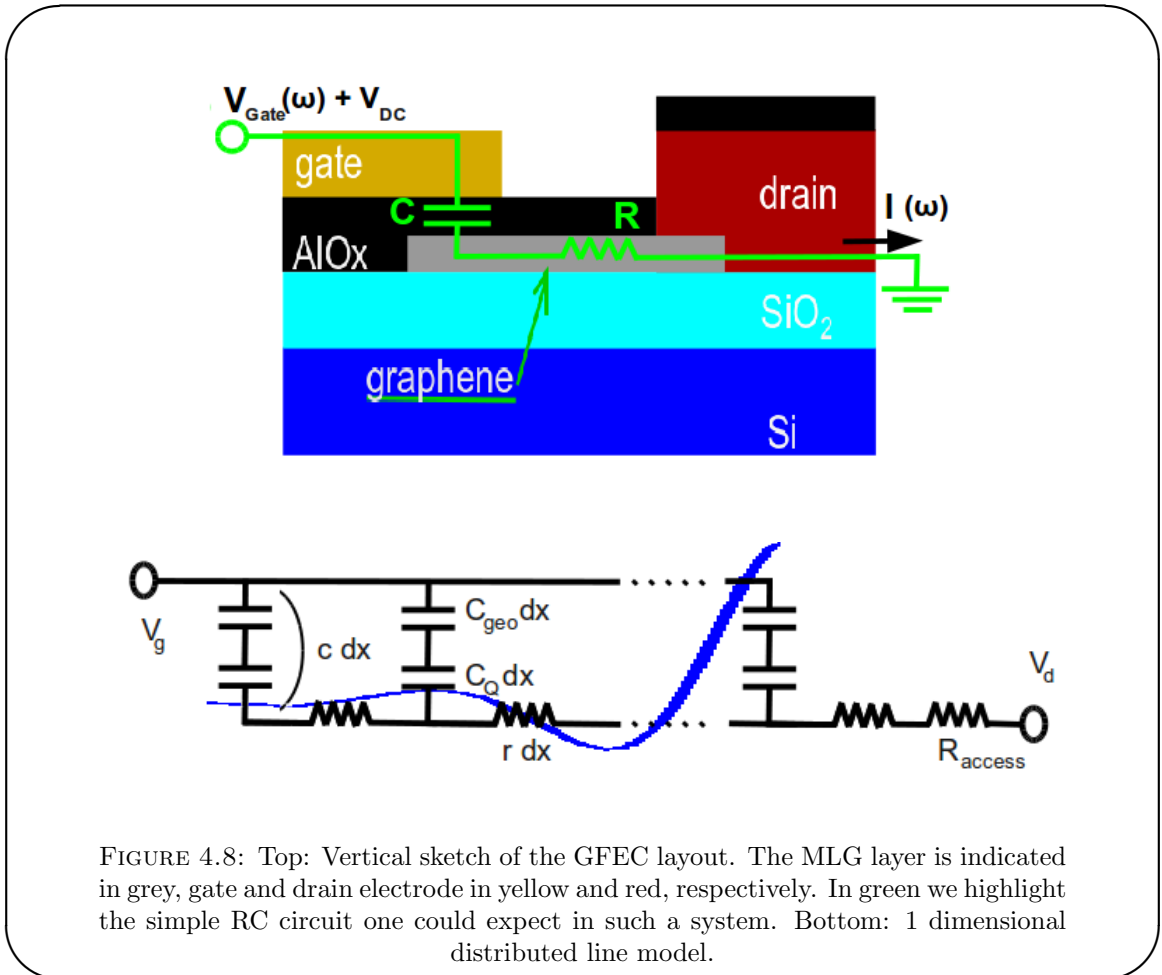 V_Gate(ω) + V_DC
gate
drain
I (ω)
C
R
AlOx
SiO₂
graphene
Si
C_geo dx
V_g
c dx
C_Q dx
V_d
r dx
R_access
FIGURE 4.8: Top: Vertical sketch of the GFEC layout. The MLG layer is indicated
in grey, gate and drain electrode in yellow and red, respectively. In green we highlight
the simple RC circuit one could expect in such a system. Bottom: 1 dimensional
distributed line model.